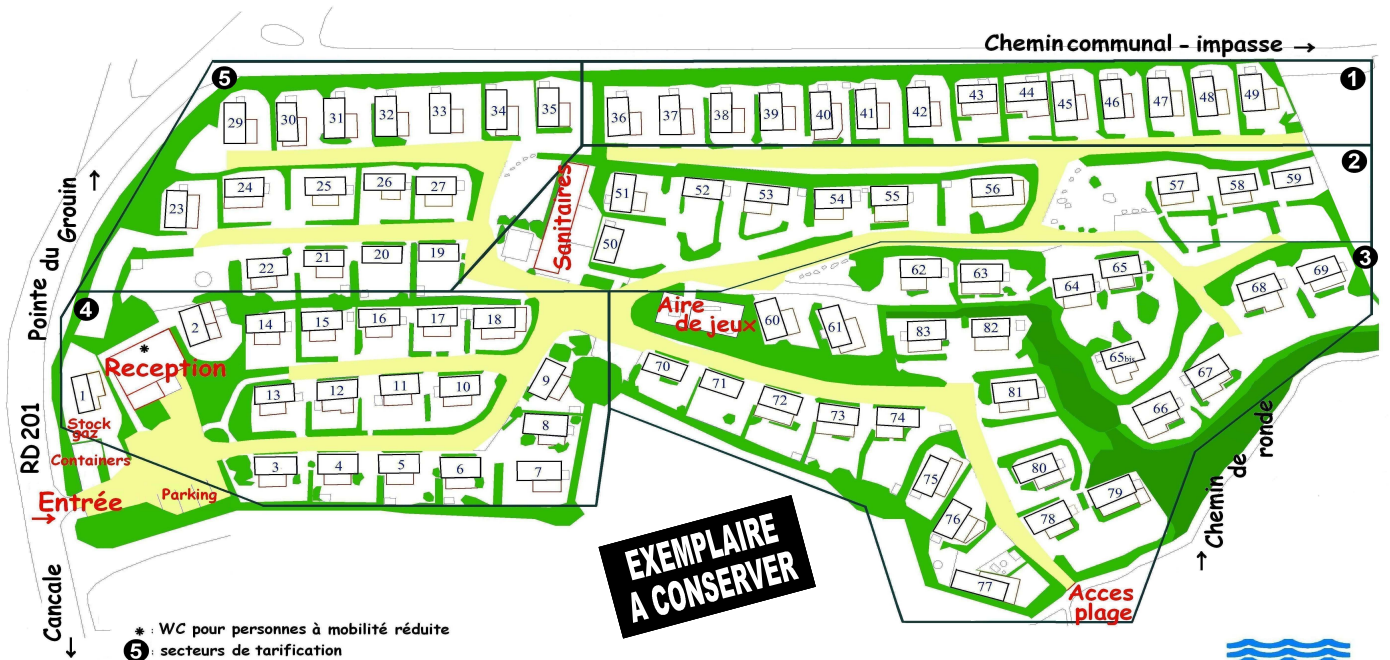 Chemin communal - impasse →
5
1
29 30 31 32 33 34 35 36 37 38 39 40 41 42 43 44 45 46 47 48 49
2
23 24 25 26 27 Sanitaires 51 52 53 54 55 56 57 58 59
50
22 21 20 19
3
62 63 64 65 68 69
4
Pointe du Grouin →
2 14 15 16 17 18
Aire
de jeux
60 61 83 82 65bis 67
*
Reception
1 13 12 11 10 9 70 71 72 73 74 81 66
Stock
gaz
8
Containers
RD 201
3 4 5 6 7
75 80 79
Entrée
→
Parking
76 78
77
Chemin de ronde
→
EXEMPLAIRE
A CONSERVER
Acces
plage
Cancale
→
* : WC pour personnes à mobilité réduite
5 : secteurs de tarification